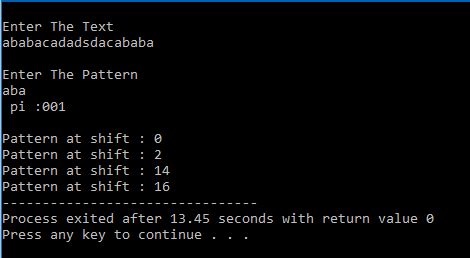 Enter The Text
ababacadadsdacababa
Enter The Pattern
aba
 pi :001
Pattern at shift : 0
Pattern at shift : 2
Pattern at shift : 14
Pattern at shift : 16
--------------------------------
Process exited after 13.45 seconds with return value 0
Press any key to continue . . .